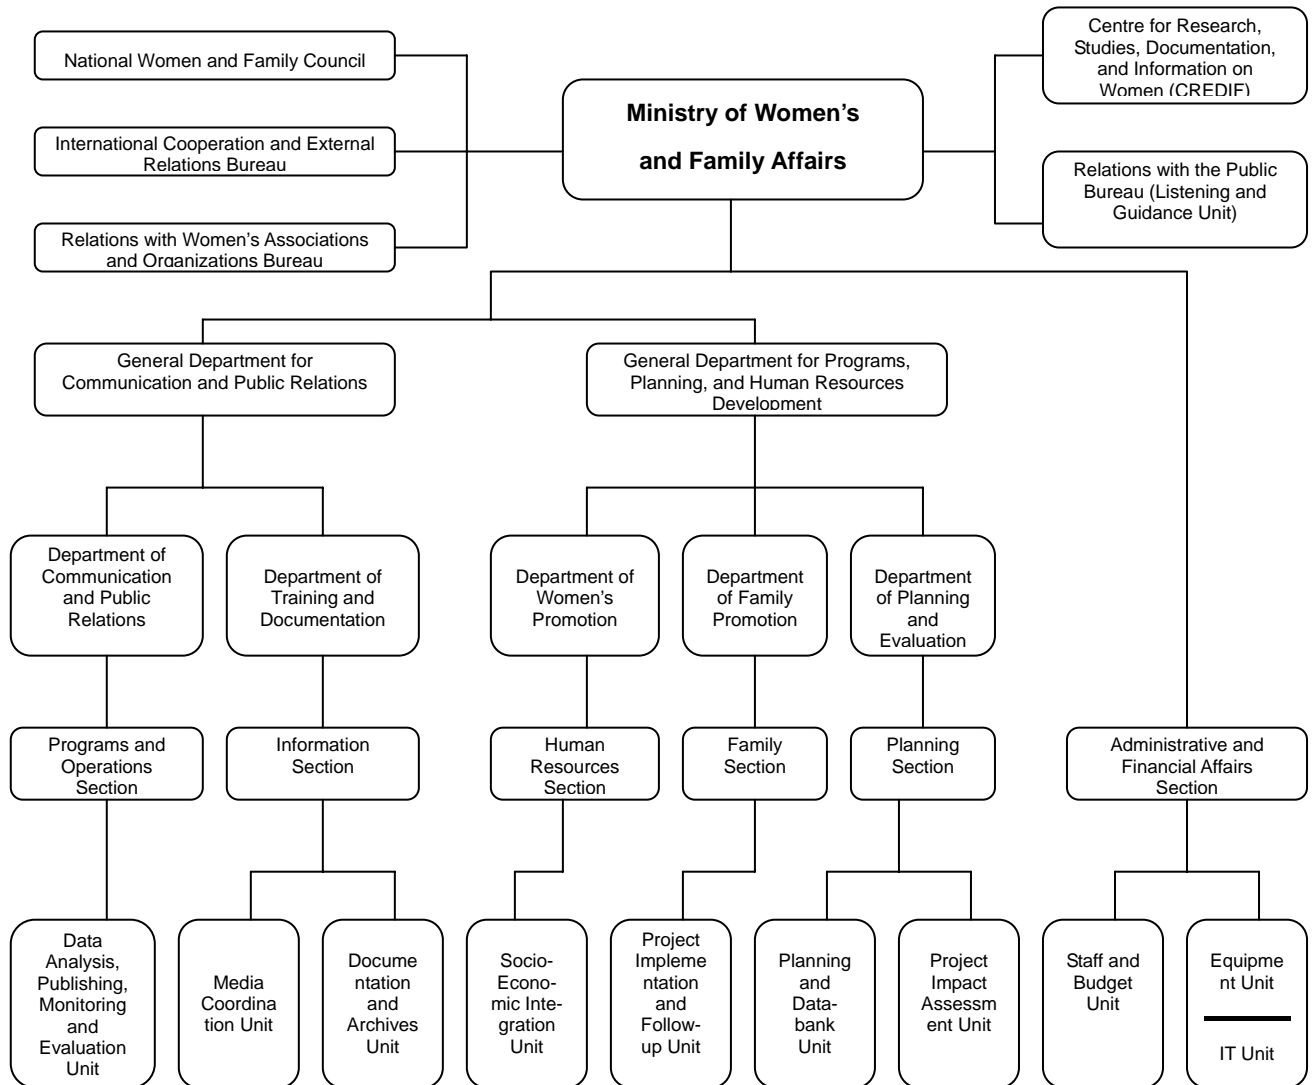 National Women and Family Council
International Cooperation and External
Relations Bureau
Relations with Women's Associations
and Organizations Bureau
Ministry of Women's
and Family Affairs
Centre for Research,
Studies, Documentation,
and Information on
Women (CREDIF)
Relations with the Public
Bureau (Listening and
Guidance Unit)
General Department for
Communication and Public Relations
General Department for Programs,
Planning, and Human Resources
Development
Department of
Communication
and Public
Relations
Department of
Training and
Documentation
Department of
Women's
Promotion
Department
of Family
Promotion
Department
of Planning
and
Evaluation
Programs and
Operations
Section
Information
Section
Human
Resources
Section
Family
Section
Planning
Section
Administrative and
Financial Affairs
Section
Data
Analysis,
Publishing,
Monitoring
and
Evaluation
Unit
Media
Coordina
tion Unit
Docume
ntation
and
Archives
Unit
Socio-
Econo-
mic Inte-
gration
Unit
Project
Impleme
ntation
and
Follow-
up Unit
Planning
and
Data-
bank
Unit
Project
Impact
Assessm
ent Unit
Staff and
Budget
Unit
Equipme
nt Unit
IT Unit